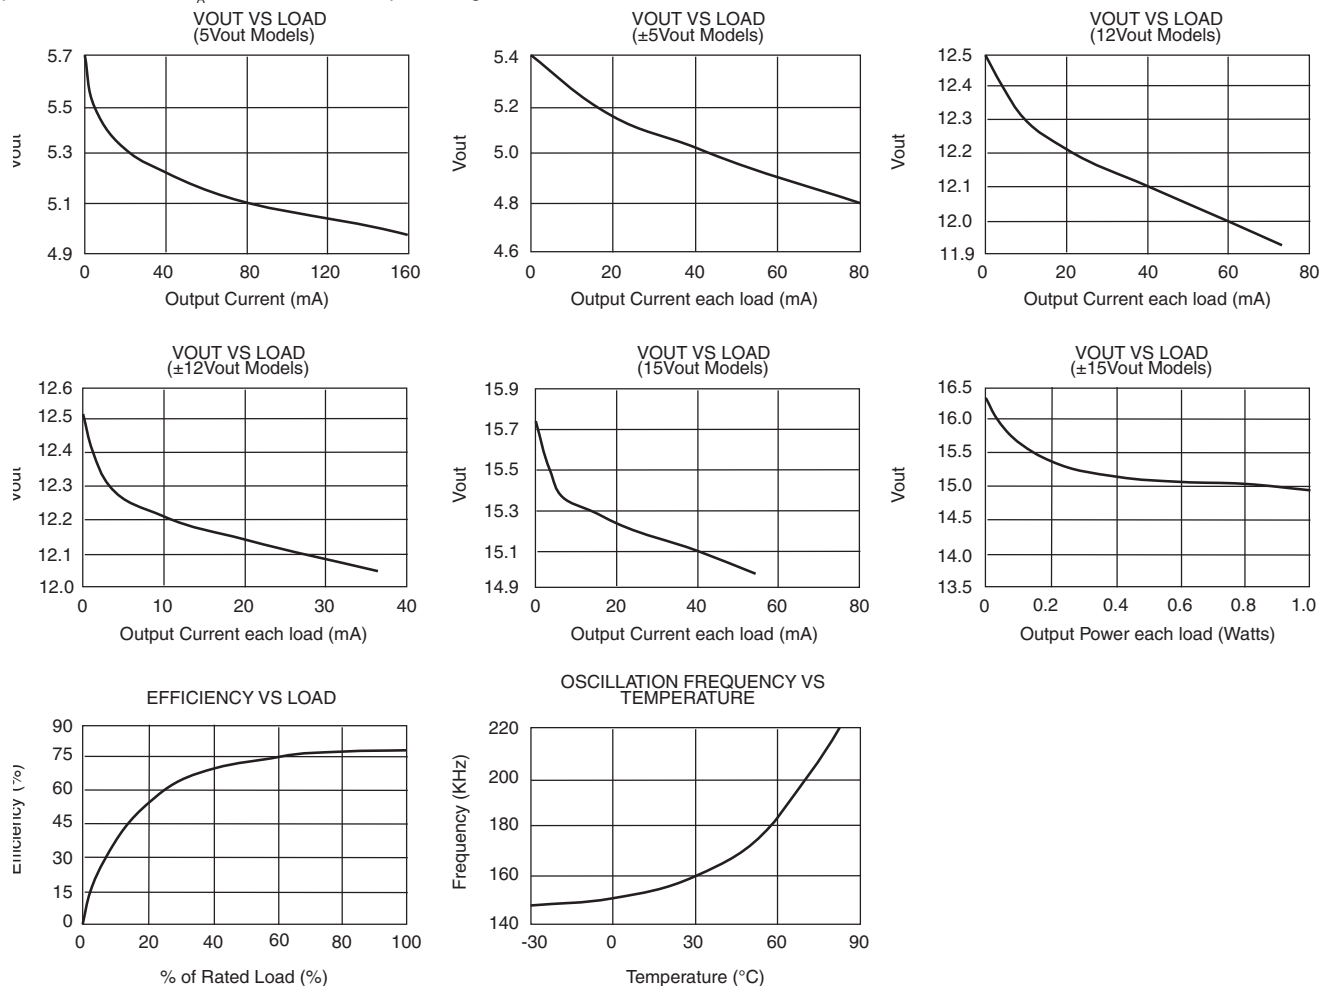 A
VOUT VS LOAD
(5Vout Models)
5.7
5.5
5.3
5.1
4.9
Vout
0 40 80 120 160
Output Current (mA)
VOUT VS LOAD
(±5Vout Models)
5.4
5.2
5.0
4.8
4.6
Vout
0 20 40 60 80
Output Current each load (mA)
VOUT VS LOAD
(12Vout Models)
12.5
12.4
12.3
12.2
12.1
12.0
11.9
Vout
0 20 40 60 80
Output Current each load (mA)
VOUT VS LOAD
(±12Vout Models)
12.6
12.5
12.4
12.3
12.2
12.1
12.0
Vout
0 10 20 30 40
Output Current each load (mA)
VOUT VS LOAD
(15Vout Models)
15.9
15.7
15.5
15.3
15.1
14.9
Vout
0 20 40 60 80
Output Current each load (mA)
VOUT VS LOAD
(±15Vout Models)
16.5
16.0
15.5
15.0
14.5
14.0
13.5
Vout
0 0.2 0.4 0.6 0.8 1.0
Output Power each load (Watts)
EFFICIENCY VS LOAD
90
75
60
45
30
15
0
Efficiency (%)
0 20 40 60 80 100
% of Rated Load (%)
OSCILLATION FREQUENCY VS
TEMPERATURE
220
200
180
160
140
Frequency (KHz)
-30 0 30 60 90
Temperature (°C)